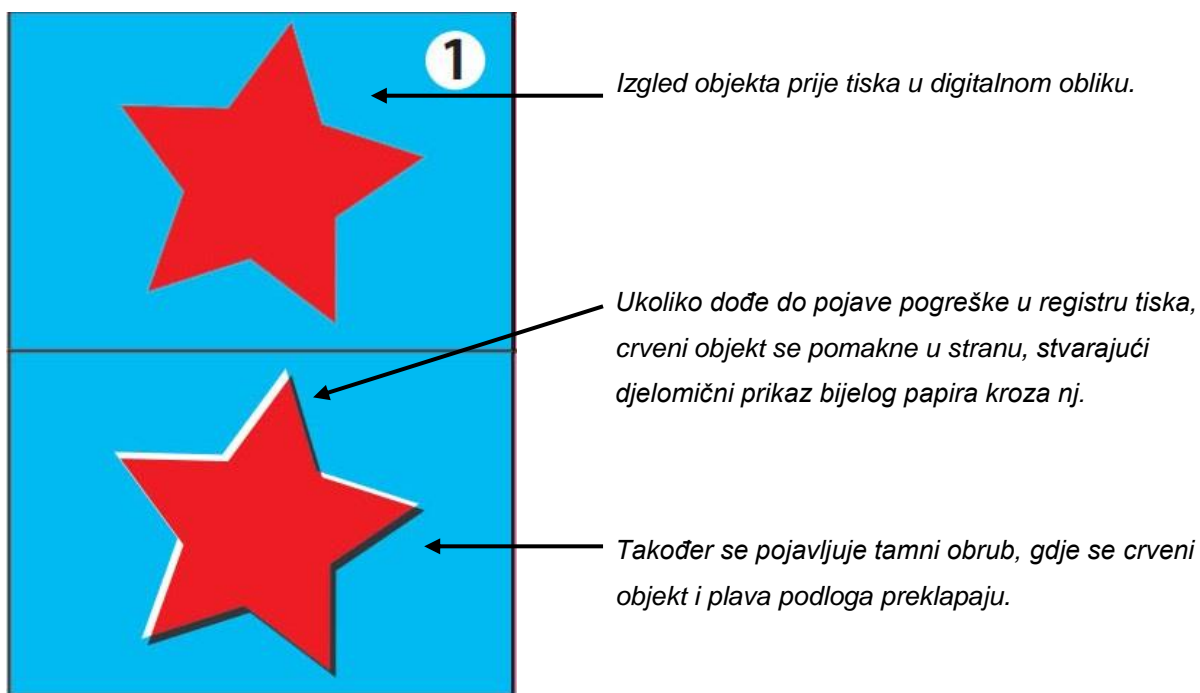 1
Izgled objekta prije tiska u digitalnom obliku.
Ukoliko dođe do pojave pogreške u registru tiska,
crveni objekt se pomakne u stranu, stvarajući
djelomični prikaz bijelog papira kroza nj.
Također se pojavljuje tamni obrub, gdje se crveni
objekt i plava podloga preklapaju.